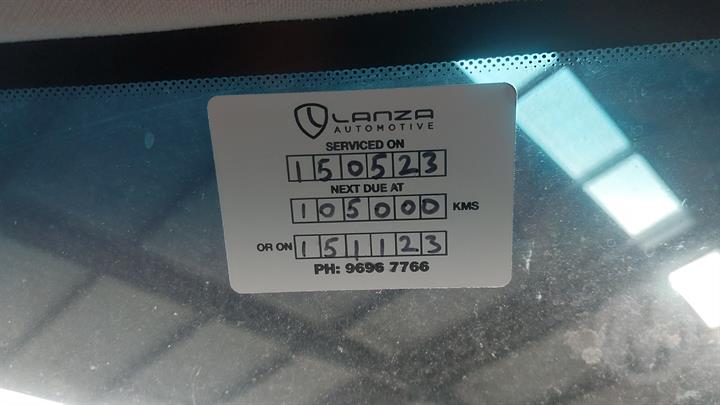 LANZA
AUTOMOTIVE
SERVICED ON
150523
NEXT DUE AT
105000 KMS
OR ON 151123
PH: 9696 7766